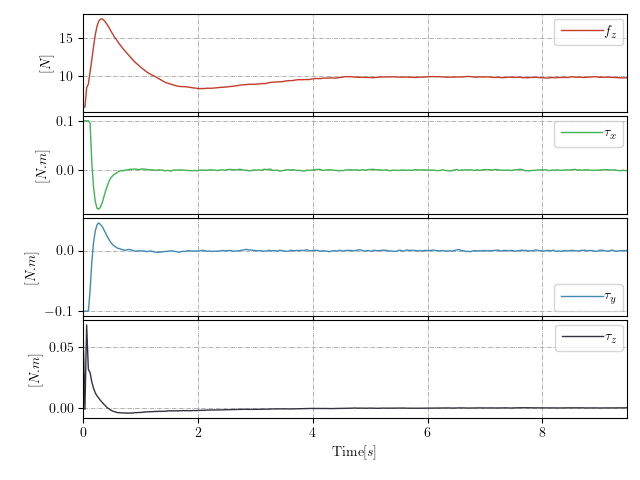 [N]
15
10
f_z
[N.m]
0.1
0.0
τ_x
[N.m]
0.0
−0.1
τ_y
[N.m]
0.05
0.00
τ_z
0 2 4 6 8
Time[s]